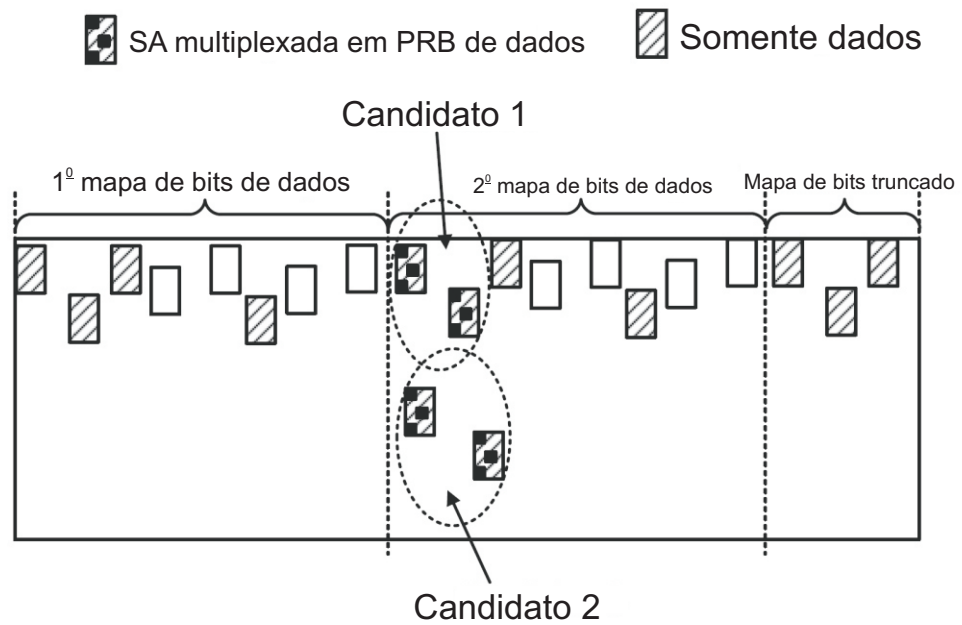 SA multiplexada em PRB de dados
Somente dados
Candidato 1
1º mapa de bits de dados
2º mapa de bits de dados
Mapa de bits truncado
Candidato 2